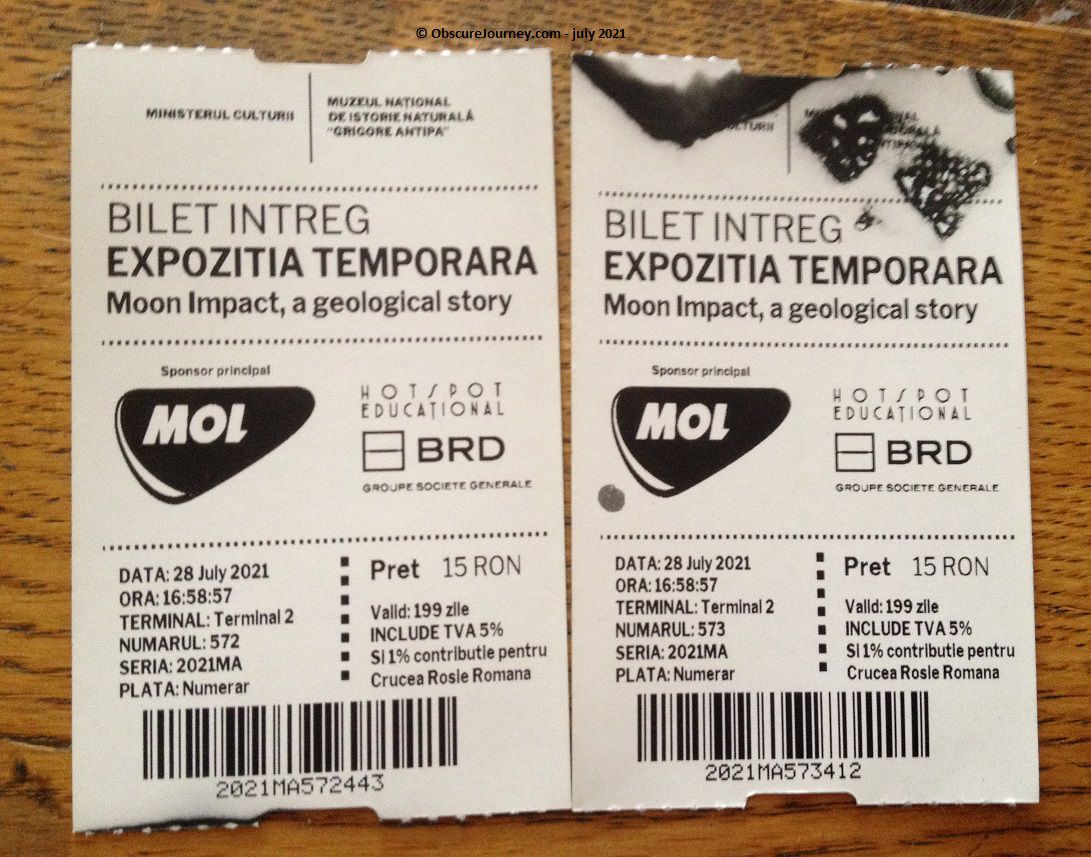 © ObscureJourney.com - july 2021
MINISTERUL CULTURII
MUZEUL NAȚIONAL
DE ISTORIE NATURALĂ
"GRIGORE ANTIPA"
BILET INTREG
EXPOZITIA TEMPORARA
Moon Impact, a geological story
Sponsor principal
MOL
HOTSPOT
EDUCAȚIONAL
BRD
GROUPE SOCIETE GENERALE
DATA: 28 July 2021
ORA: 16:58:57
TERMINAL: Terminal 2
NUMARUL: 572
SERIA: 2021MA
PLATA: Numerar
Pret 15 RON
Valid: 199 zile
INCLUDE TVA 5%
SI 1% contributie pentru
Crucea Rosie Romana
2021MA572443
BILET INTREG
EXPOZITIA TEMPORARA
Moon Impact, a geological story
Sponsor principal
MOL
HOTSPOT
EDUCAȚIONAL
BRD
GROUPE SOCIETE GENERALE
DATA: 28 July 2021
ORA: 16:58:57
TERMINAL: Terminal 2
NUMARUL: 573
SERIA: 2021MA
PLATA: Numerar
Pret 15 RON
Valid: 199 zile
INCLUDE TVA 5%
SI 1% contributie pentru
Crucea Rosie Romana
2021MA573412